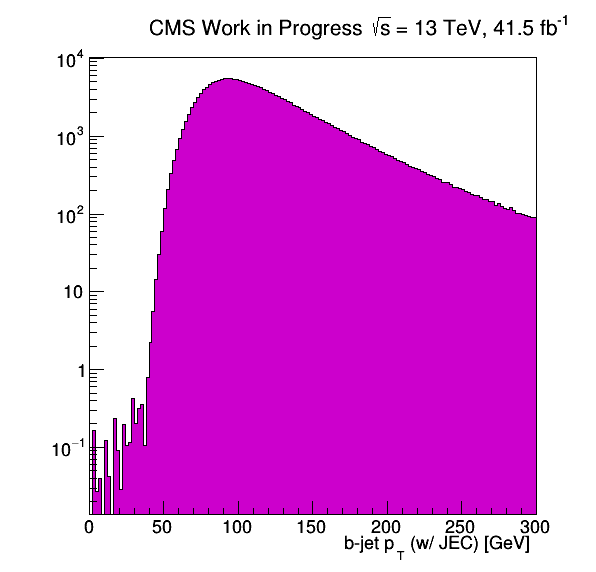 CMS Work in Progress √s = 13 TeV, 41.5 fb⁻¹
10⁴
10³
10²
10
1
10⁻¹
0 50 100 150 200 250 300
b-jet p_T (w/ JEC) [GeV]